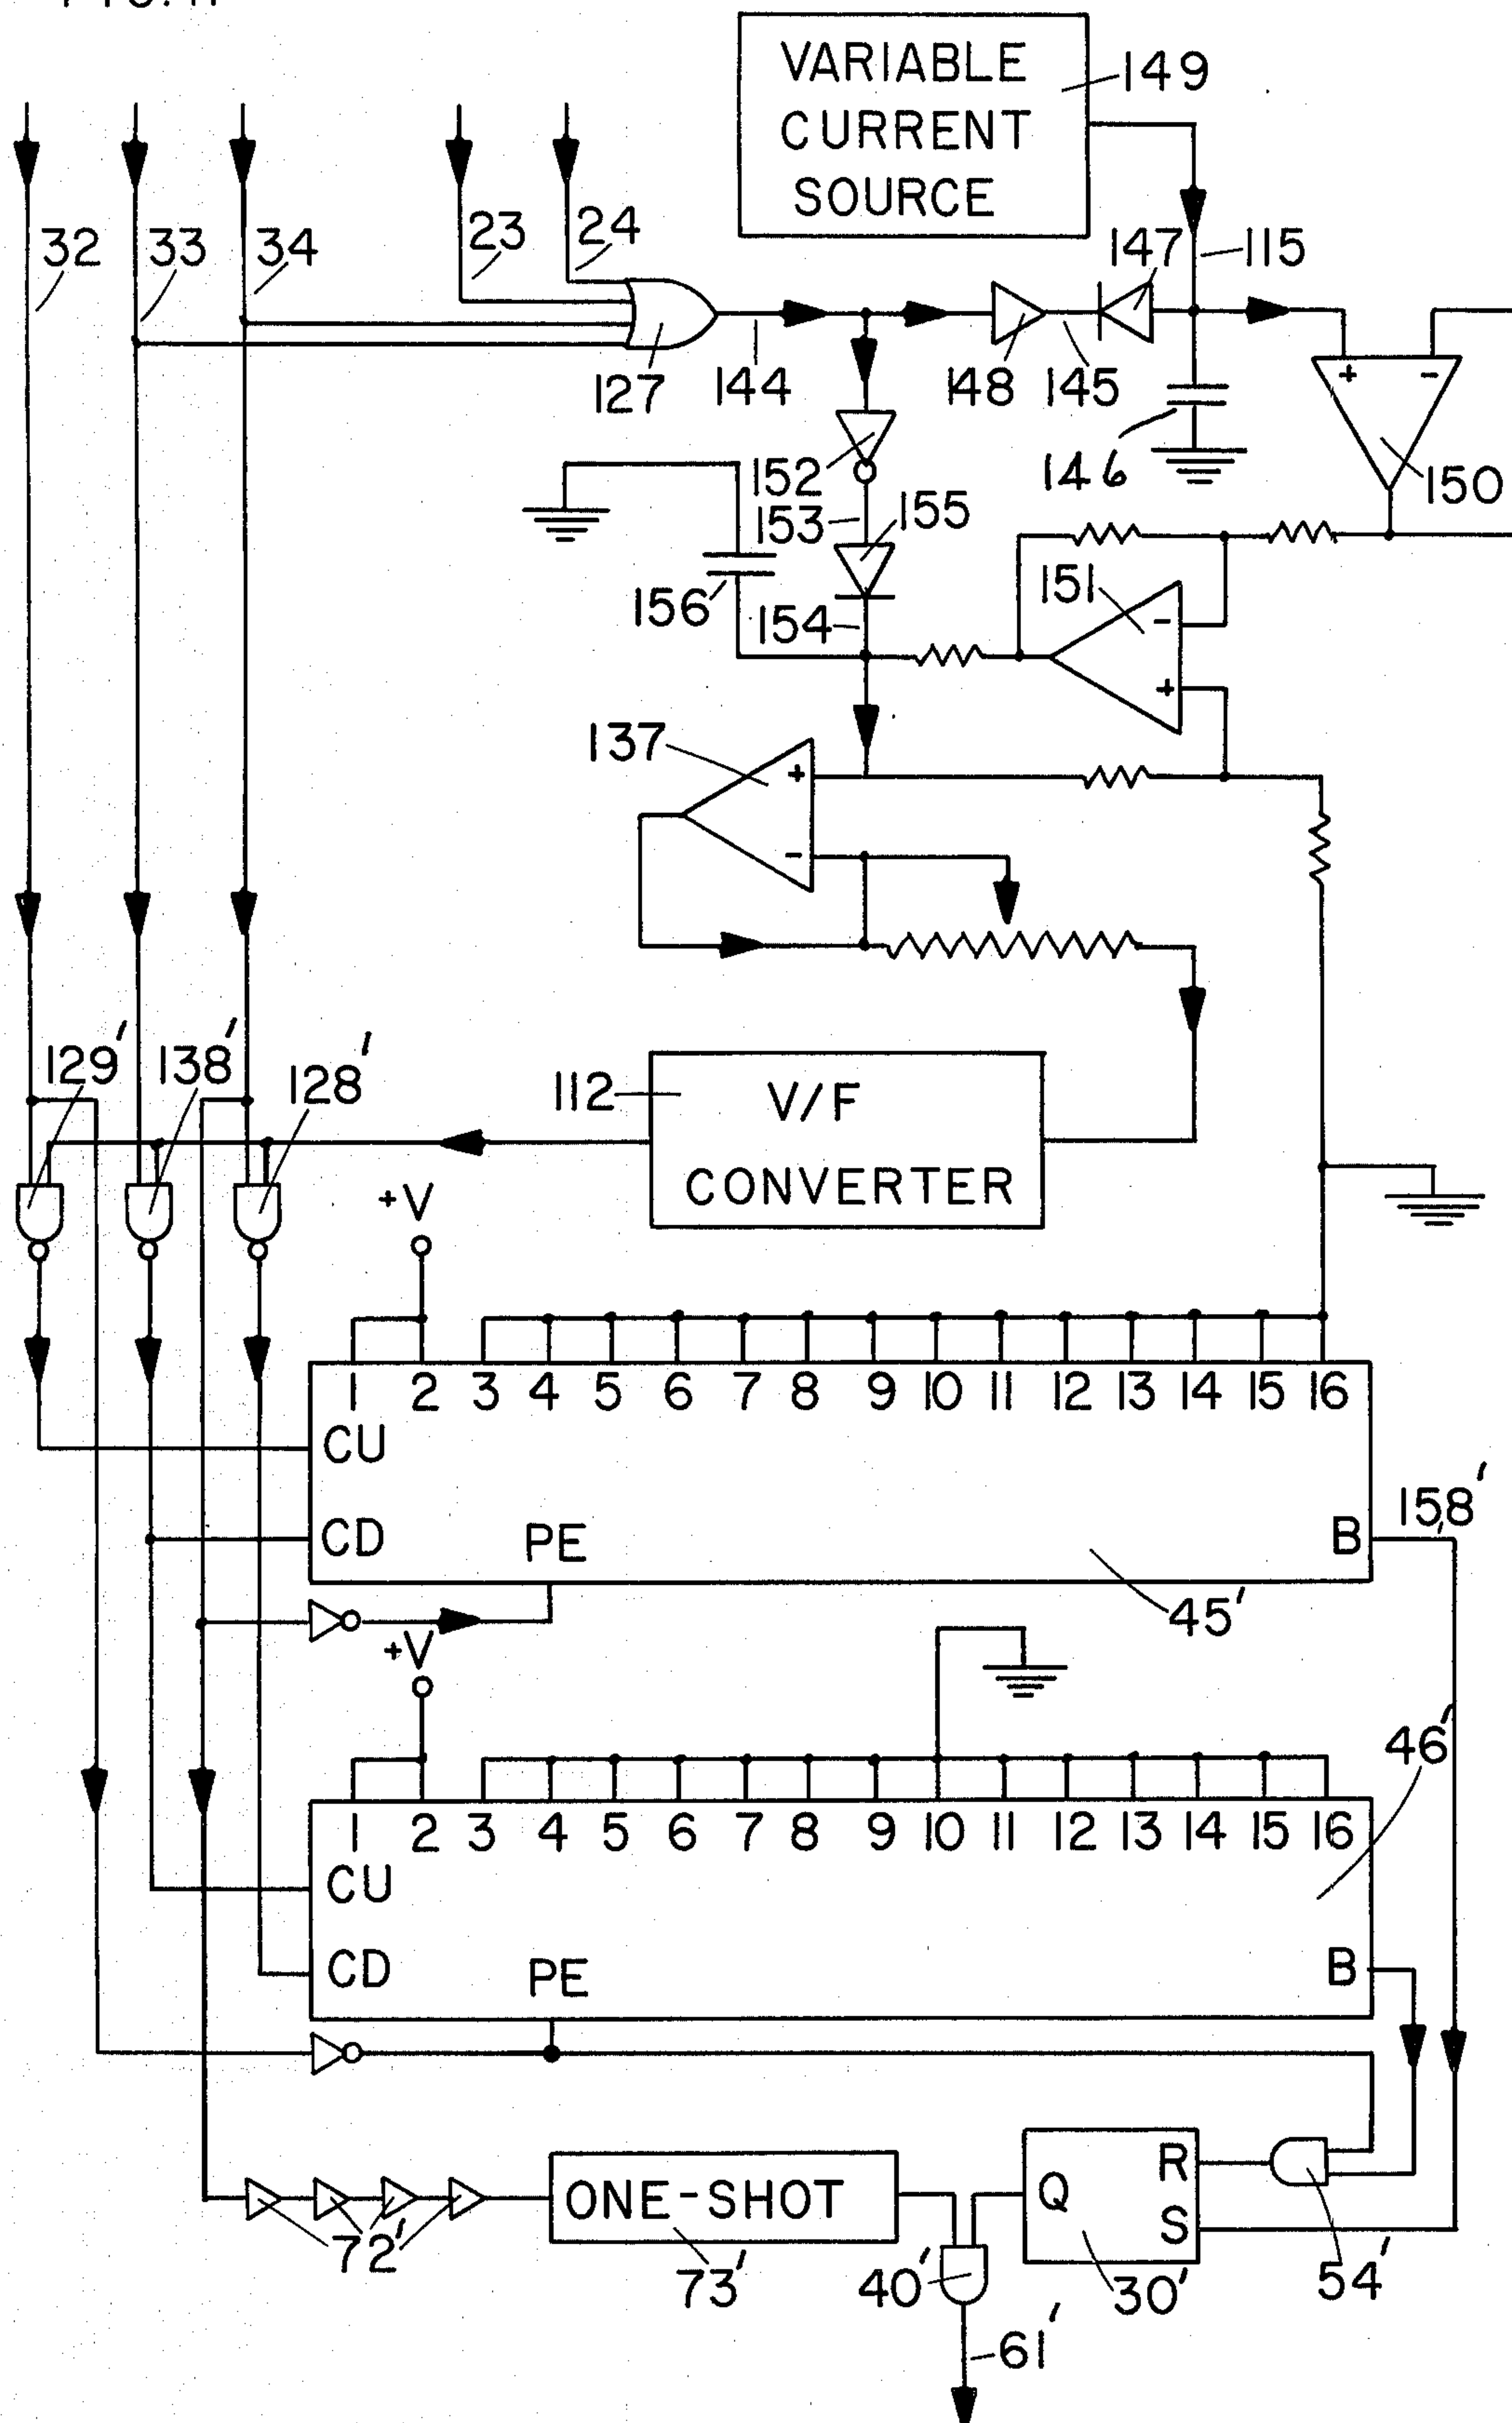 VARIABLE
CURRENT
SOURCE
149
32
33
34
23
24
147
115
127
144
148
145
146
+ -
150
152
153
155
156
154
151
-
+
137
+
-
129'
138'
128'
112
V/F
CONVERTER
+V
1 2 3 4 5 6 7 8 9 10 11 12 13 14 15 16
CU
CD
PE
B
158'
45'
+V
46'
1 2 3 4 5 6 7 8 9 10 11 12 13 14 15 16
CU
CD
PE
B
ONE-SHOT
Q
R
S
72'
73'
40'
30'
54'
61'